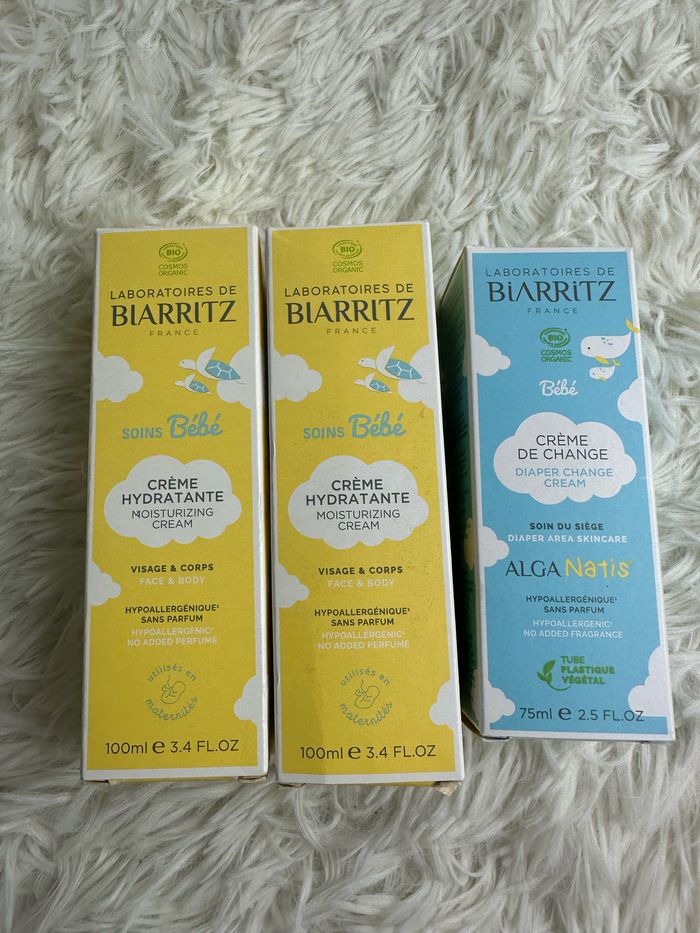 BIO
COSMOS
ORGANIC
LABORATOIRES DE
BIARRITZ
FRANCE
SOINS Bébé
CRÈME
HYDRATANTE
MOISTURIZING
CREAM
VISAGE & CORPS
FACE & BODY
HYPOALLERGÉNIQUE¹
SANS PARFUM
HYPOALLERGENIC¹
NO ADDED PERFUME
utilisés en
maternités
100ml e 3.4 FL.OZ
BIO
COSMOS
ORGANIC
LABORATOIRES DE
BIARRITZ
FRANCE
SOINS Bébé
CRÈME
HYDRATANTE
MOISTURIZING
CREAM
VISAGE & CORPS
FACE & BODY
HYPOALLERGÉNIQUE¹
SANS PARFUM
HYPOALLERGENIC¹
NO ADDED PERFUME
utilisés en
maternités
100ml e 3.4 FL.OZ
LABORATOIRES DE
BIARRITZ
FRANCE
BIO
COSMOS
ORGANIC
Bébé
CRÈME
DE CHANGE
DIAPER CHANGE
CREAM
SOIN DU SIÈGE
DIAPER AREA SKINCARE
ALGA Natis
HYPOALLERGÉNIQUE¹
SANS PARFUM
HYPOALLERGENIC¹
NO ADDED FRAGRANCE
TUBE
PLASTIQUE
VÉGÉTAL
75ml e 2.5 FL.OZ